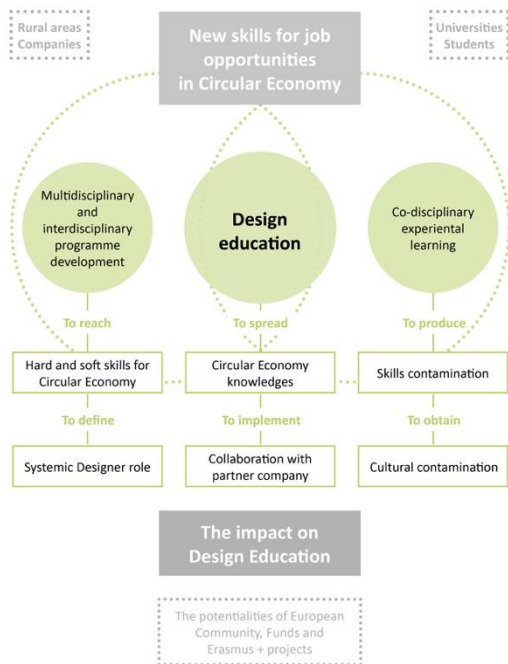 Rural areas
Companies
New skills for job
opportunities
in Circular Economy
Universities
Students
Multidisciplinary
and
interdisciplinary
programme
development
Design
education
Co-disciplinary
experiental
learning
To reach
To spread
To produce
Hard and soft skills for
Circular Economy
Circular Economy
knowledges
Skills contamination
To define
To implement
To obtain
Systemic Designer role
Collaboration with
partner company
Cultural contamination
The impact on
Design Education
The potentialities of European
Community, Funds and
Erasmus + projects